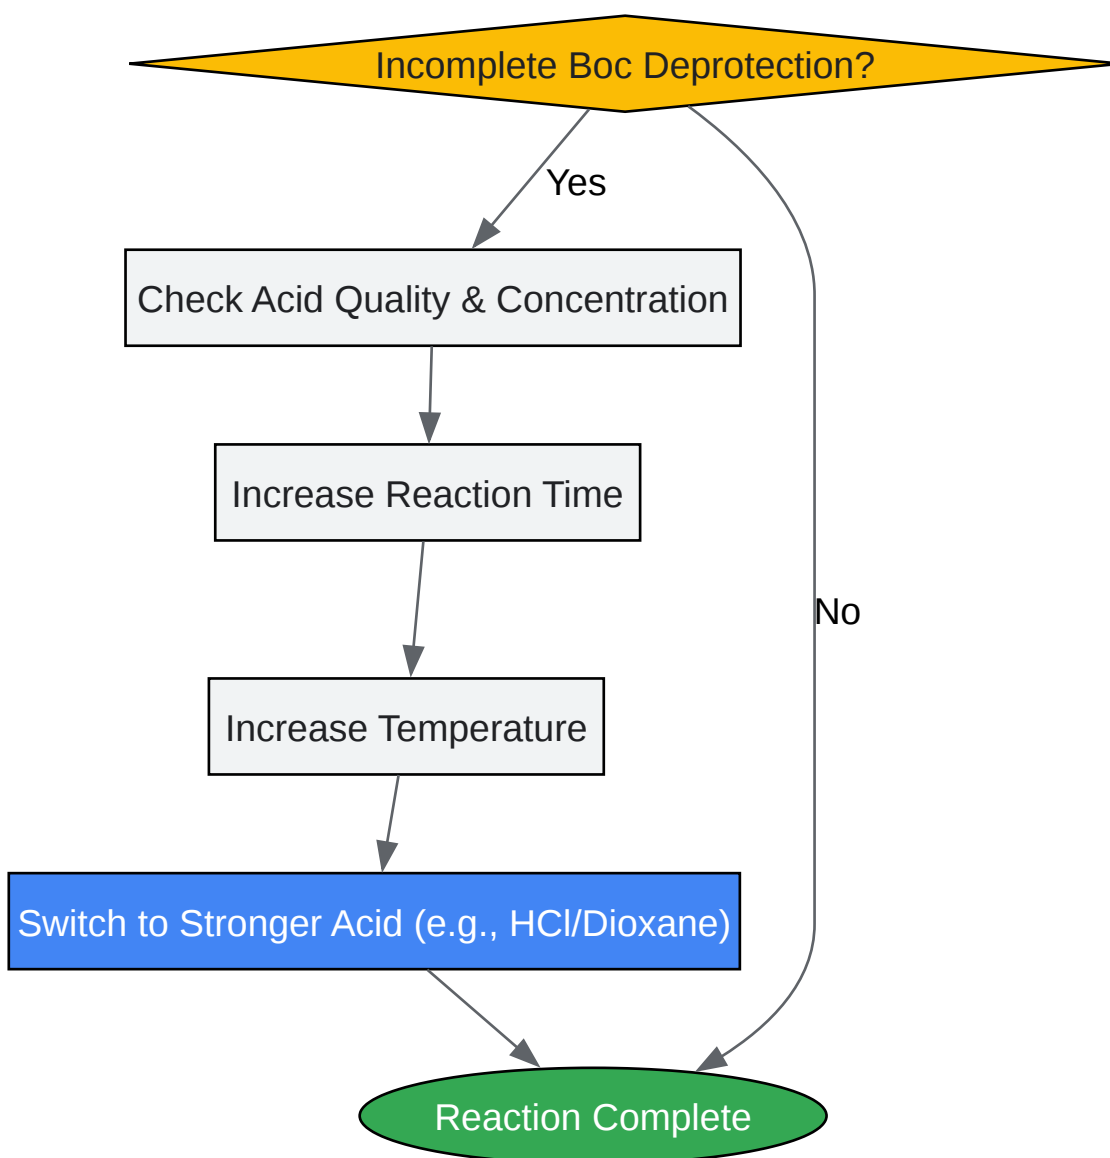 Incomplete Boc Deprotection?
Yes
Check Acid Quality & Concentration
Increase Reaction Time
No
Increase Temperature
Switch to Stronger Acid (e.g., HCl/Dioxane)
Reaction Complete